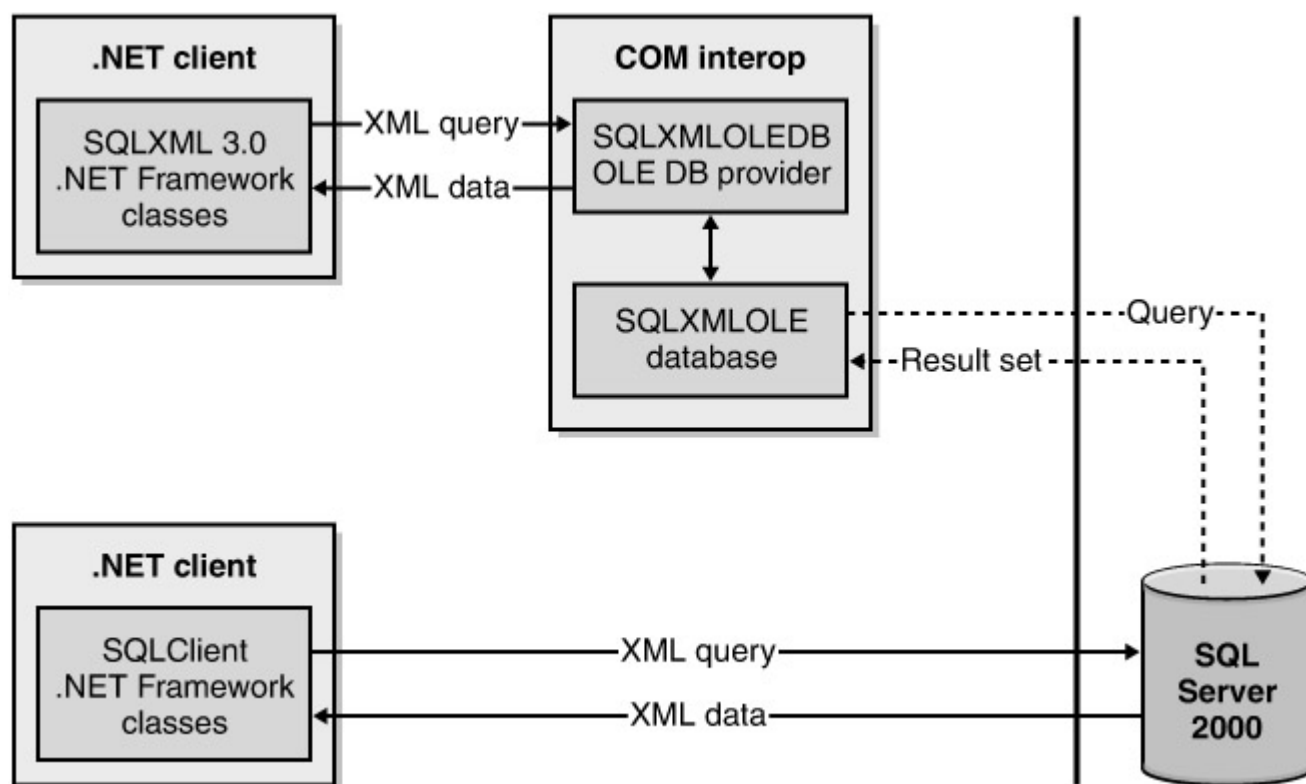 .NET client
SQLXML 3.0
.NET Framework
classes
XML query
XML data
COM interop
SQLXMLOLEDB
OLE DB provider
SQLXMLOLE
database
Query
Result set
.NET client
SQLClient
.NET Framework
classes
XML query
XML data
SQL
Server
2000